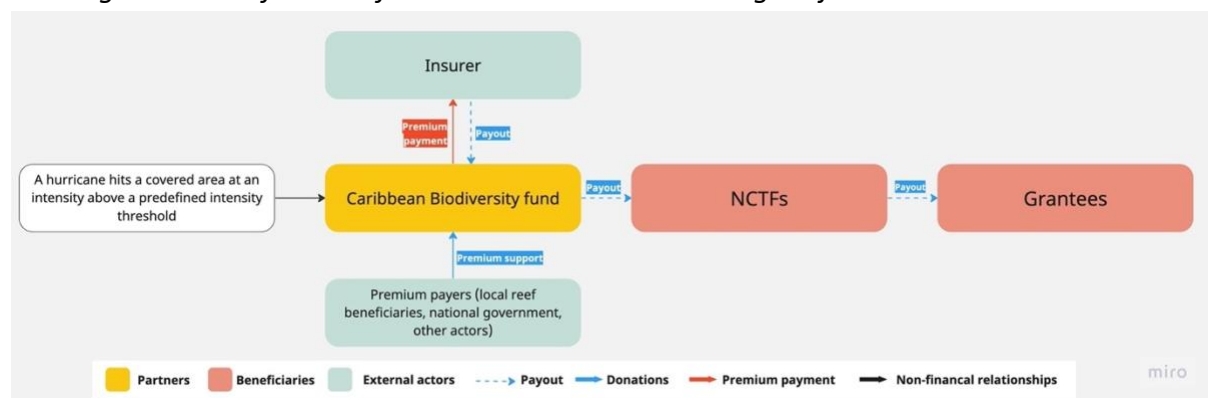 Insurer
Premium
payment
Payout
A hurricane hits a covered area at an
intensity above a predefined intensity
threshold
Caribbean Biodiversity fund
Payout
NCTFs
Payout
Grantees
Premium support
Premium payers (local reef
beneficiaries, national government,
other actors)
Partners
Beneficiaries
External actors
Payout
Donations
Premium payment
Non-financal relationships
miro